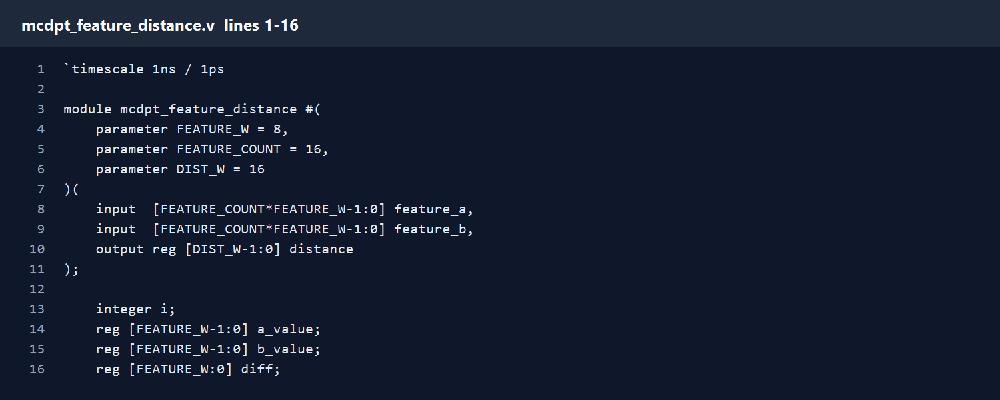 mcdpt_feature_distance.v  lines 1-16
1 `timescale 1ns / 1ps
2
3 module mcdpt_feature_distance #(
4     parameter FEATURE_W = 8,
5     parameter FEATURE_COUNT = 16,
6     parameter DIST_W = 16
7 )(
8     input  [FEATURE_COUNT*FEATURE_W-1:0] feature_a,
9     input  [FEATURE_COUNT*FEATURE_W-1:0] feature_b,
10     output reg [DIST_W-1:0] distance
11 );
12
13     integer i;
14     reg [FEATURE_W-1:0] a_value;
15     reg [FEATURE_W-1:0] b_value;
16     reg [FEATURE_W:0] diff;